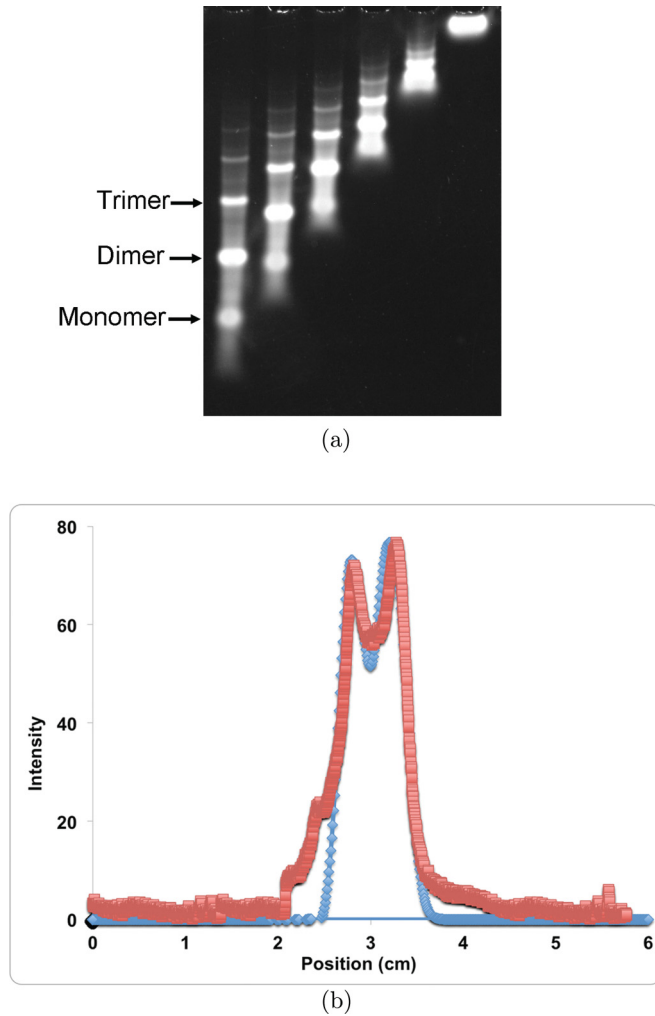 Trimer
Dimer
Monomer
(a)
80
60
40
20
0
Intensity
0 1 2 3 4 5 6
Position (cm)
(b)